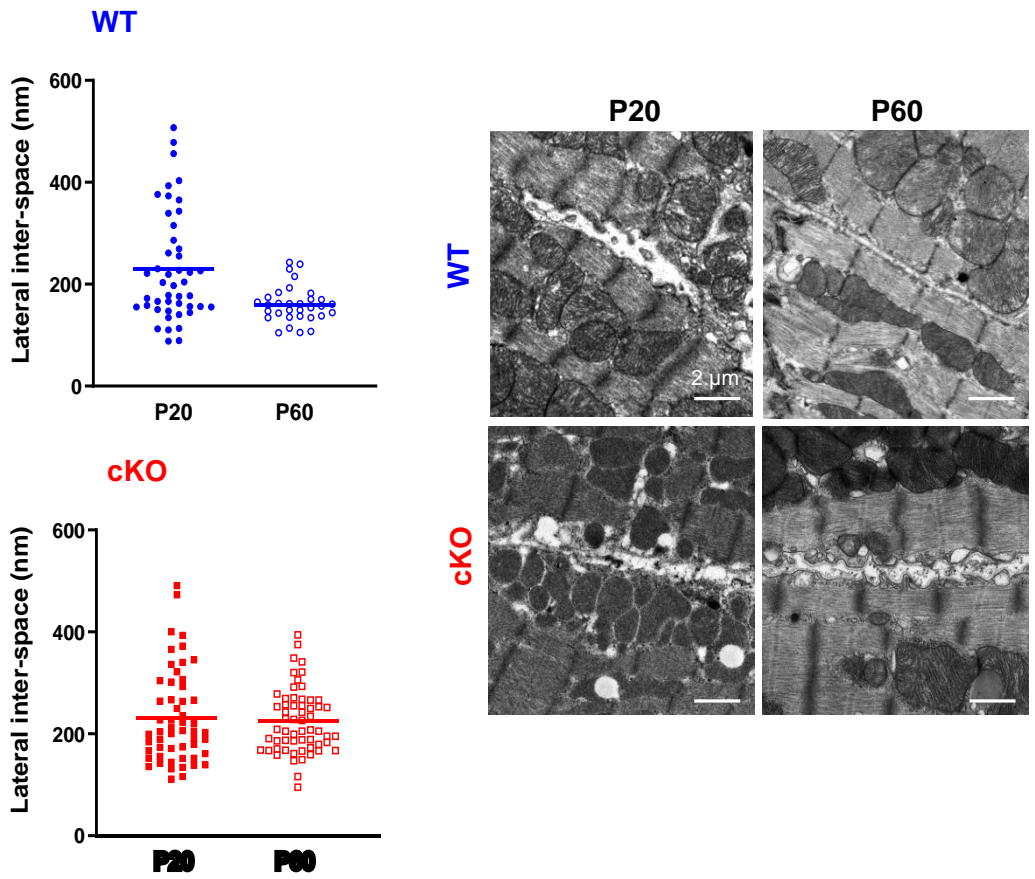 WT
Lateral inter-space (nm)
600
400
200
0
P20 P60
cKO
Lateral inter-space (nm)
600
400
200
0
P20 P60
P20 P60
WT
2 µm
cKO